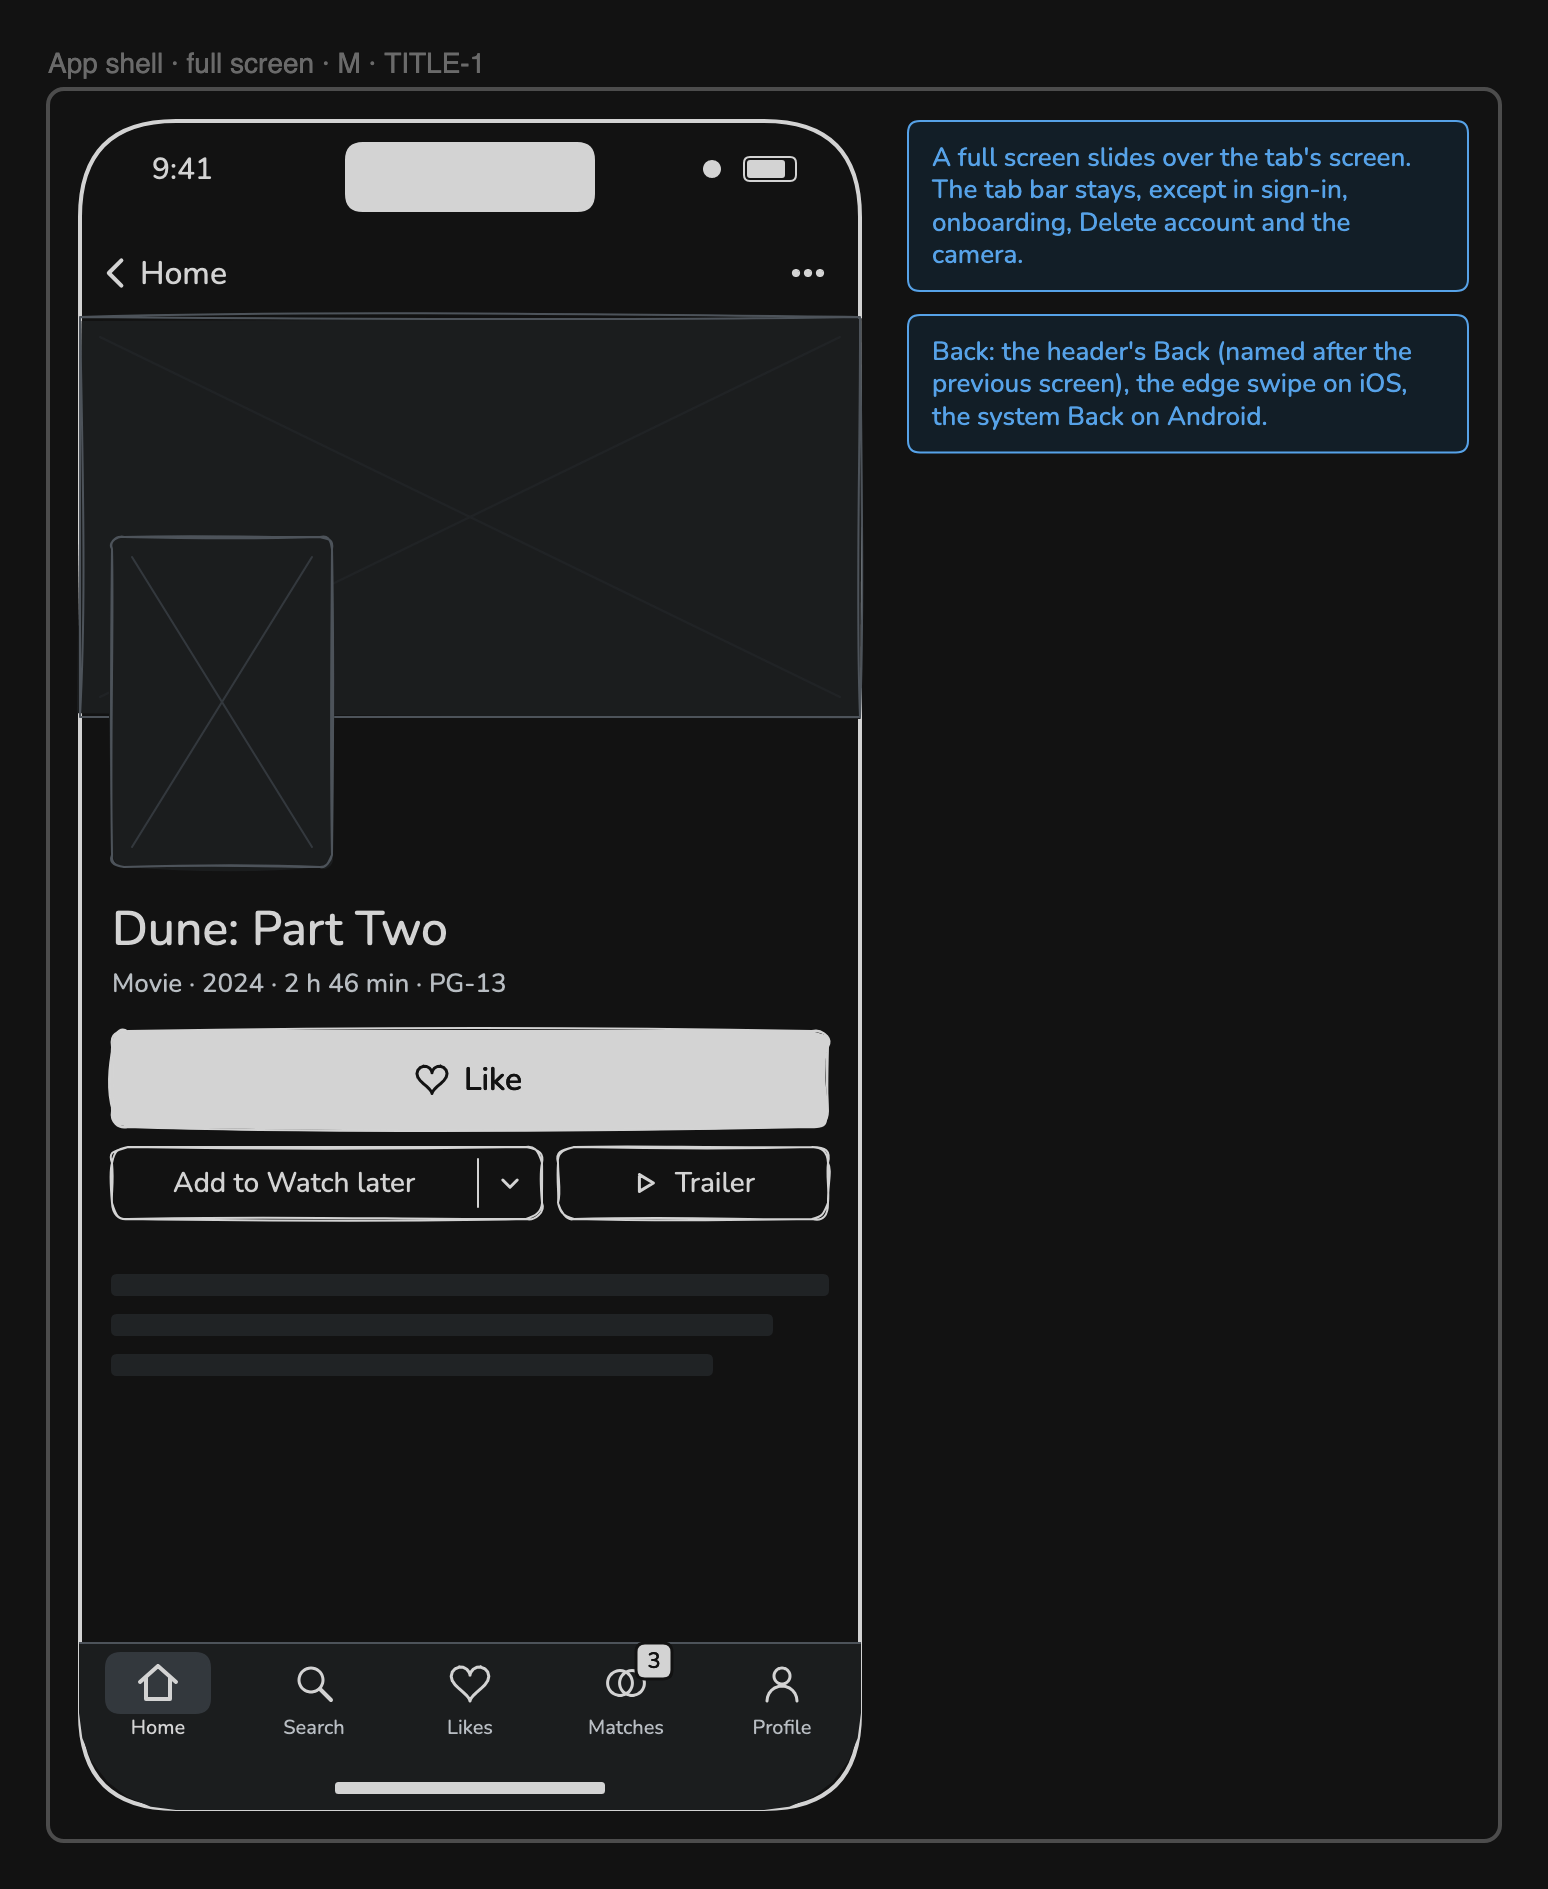 App shell · full screen · M · TITLE-1
9:41
Home
Dune: Part Two
Movie · 2024 · 2 h 46 min · PG-13
Like
Add to Watch later
Trailer
3
Home
Search
Likes
Matches
Profile
A full screen slides over the tab's screen.
The tab bar stays, except in sign-in,
onboarding, Delete account and the
camera.
Back: the header's Back (named after the
previous screen), the edge swipe on iOS,
the system Back on Android.